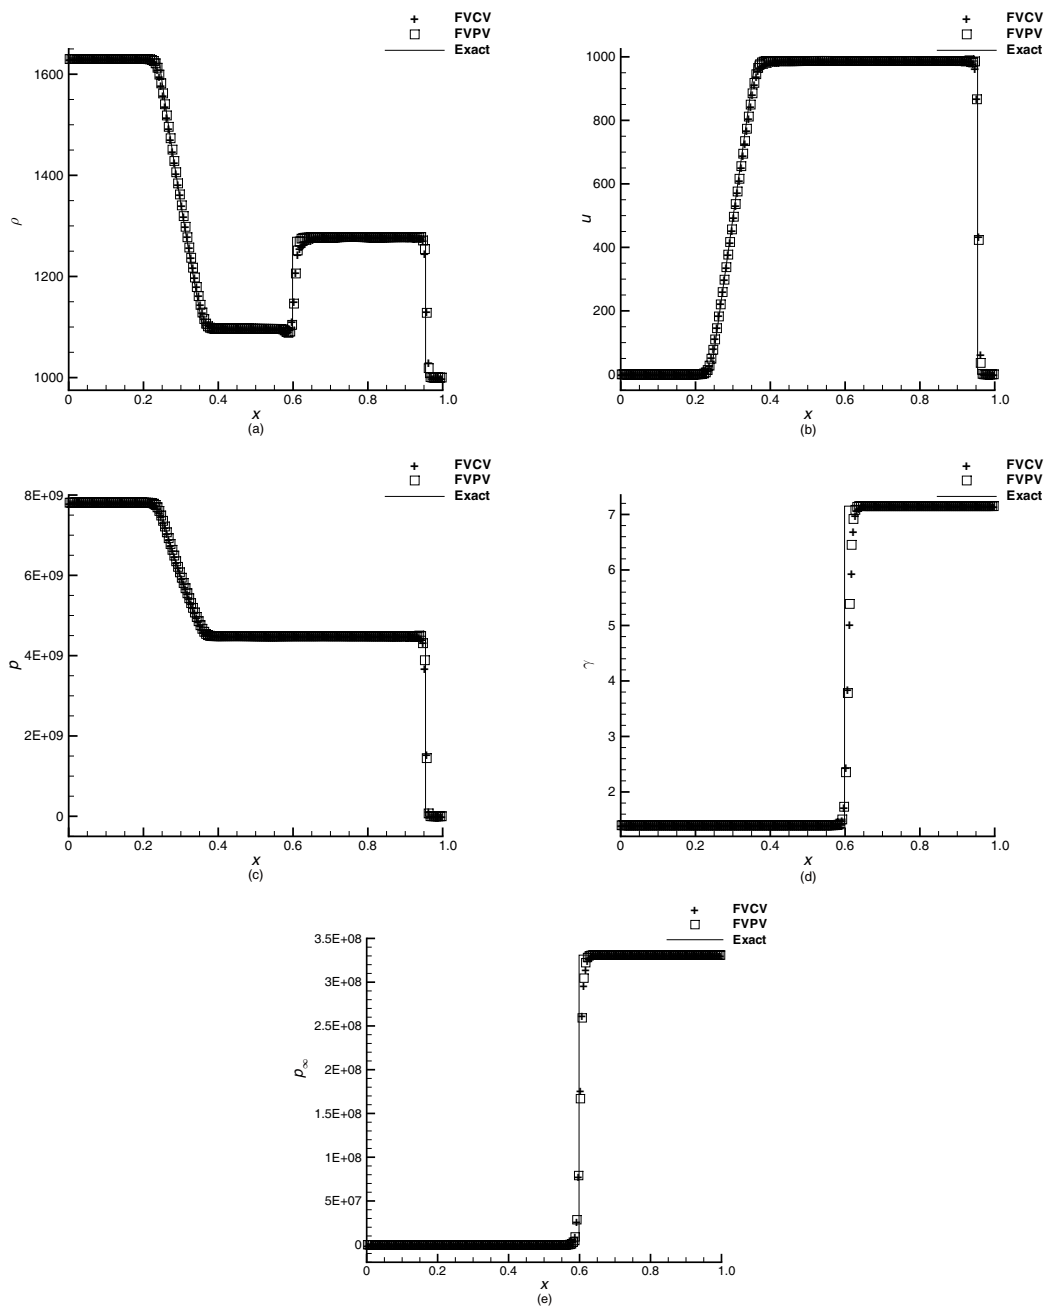 FVCV
FVPV
Exact
1600
1400
1200
1000
ρ
0 0.2 0.4 0.6 0.8 1.0
x
(a)
FVCV
FVPV
Exact
1000
800
600
400
200
0
u
0 0.2 0.4 0.6 0.8 1.0
x
(b)
FVCV
FVPV
Exact
8E+09
6E+09
4E+09
2E+09
0
p
0 0.2 0.4 0.6 0.8 1.0
x
(c)
FVCV
FVPV
Exact
7
6
5
4
3
2
γ
0 0.2 0.4 0.6 0.8 1.0
x
(d)
FVCV
FVPV
Exact
3.5E+08
3E+08
2.5E+08
2E+08
1.5E+08
1E+08
5E+07
0
p∞
0 0.2 0.4 0.6 0.8 1.0
x
(e)